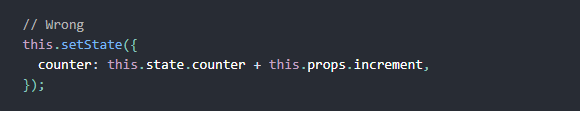 // Wrong
this.setState({
  counter: this.state.counter + this.props.increment,
});